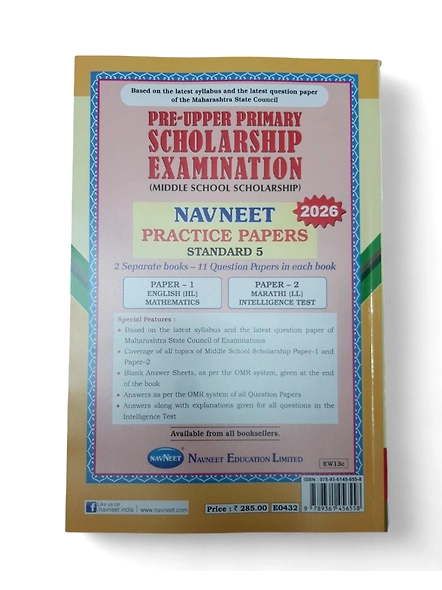 Based on the latest syllabus and the latest question paper
of the Maharashtra State Council
PRE-UPPER PRIMARY
SCHOLARSHIP
EXAMINATION
(MIDDLE SCHOOL SCHOLARSHIP)
NAVNEET
2026
PRACTICE PAPERS
STANDARD 5
2 Separate books – 11 Question Papers in each book
PAPER – 1
ENGLISH (HL)
MATHEMATICS
PAPER – 2
MARATHI (LL)
INTELLIGENCE TEST
Special Features :
• Based on the latest syllabus and the latest question paper of
Maharashtra State Council of Examinations
• Coverage of all topics of Middle School Scholarship Paper-1 and
Paper-2
• Blank Answer Sheets, as per the OMR system, given at the end
of the book
• Answers as per the OMR system of all Question Papers
• Answers along with explanations given for all questions in the
Intelligence Test
Available from all booksellers.
NAVNEET
NAVNEET EDUCATION LIMITED
EW13c
Like us on
navneet.india
www.navneet.com
Price : ₹ 285.00
E0432
ISBN : 978-93-6145-655-8
9 789361 456558